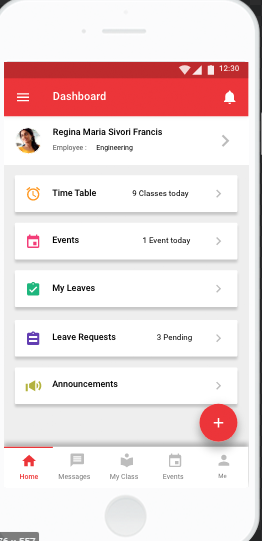 12:30
Dashboard
Regina Maria Sivori Francis
Employee : Engineering
Time Table 9 Classes today
Events 1 Event today
My Leaves
Leave Requests 3 Pending
Announcements
Home Messages My Class Events Me